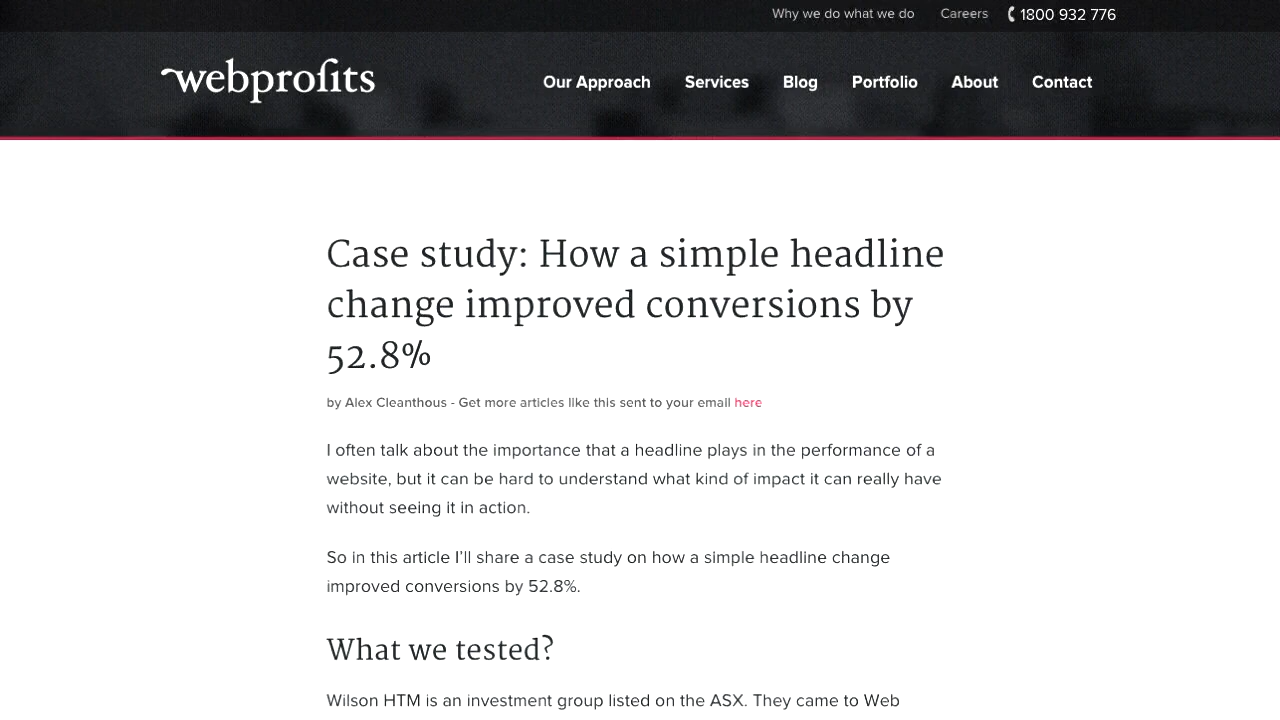 Why we do what we do Careers 1800 932 776
webprofits
Our Approach Services Blog Portfolio About Contact
Case study: How a simple headline
change improved conversions by
52.8%
by Alex Cleanthous - Get more articles like this sent to your email here
I often talk about the importance that a headline plays in the performance of a
website, but it can be hard to understand what kind of impact it can really have
without seeing it in action.
So in this article I'll share a case study on how a simple headline change
improved conversions by 52.8%.
What we tested?
Wilson HTM is an investment group listed on the ASX. They came to Web